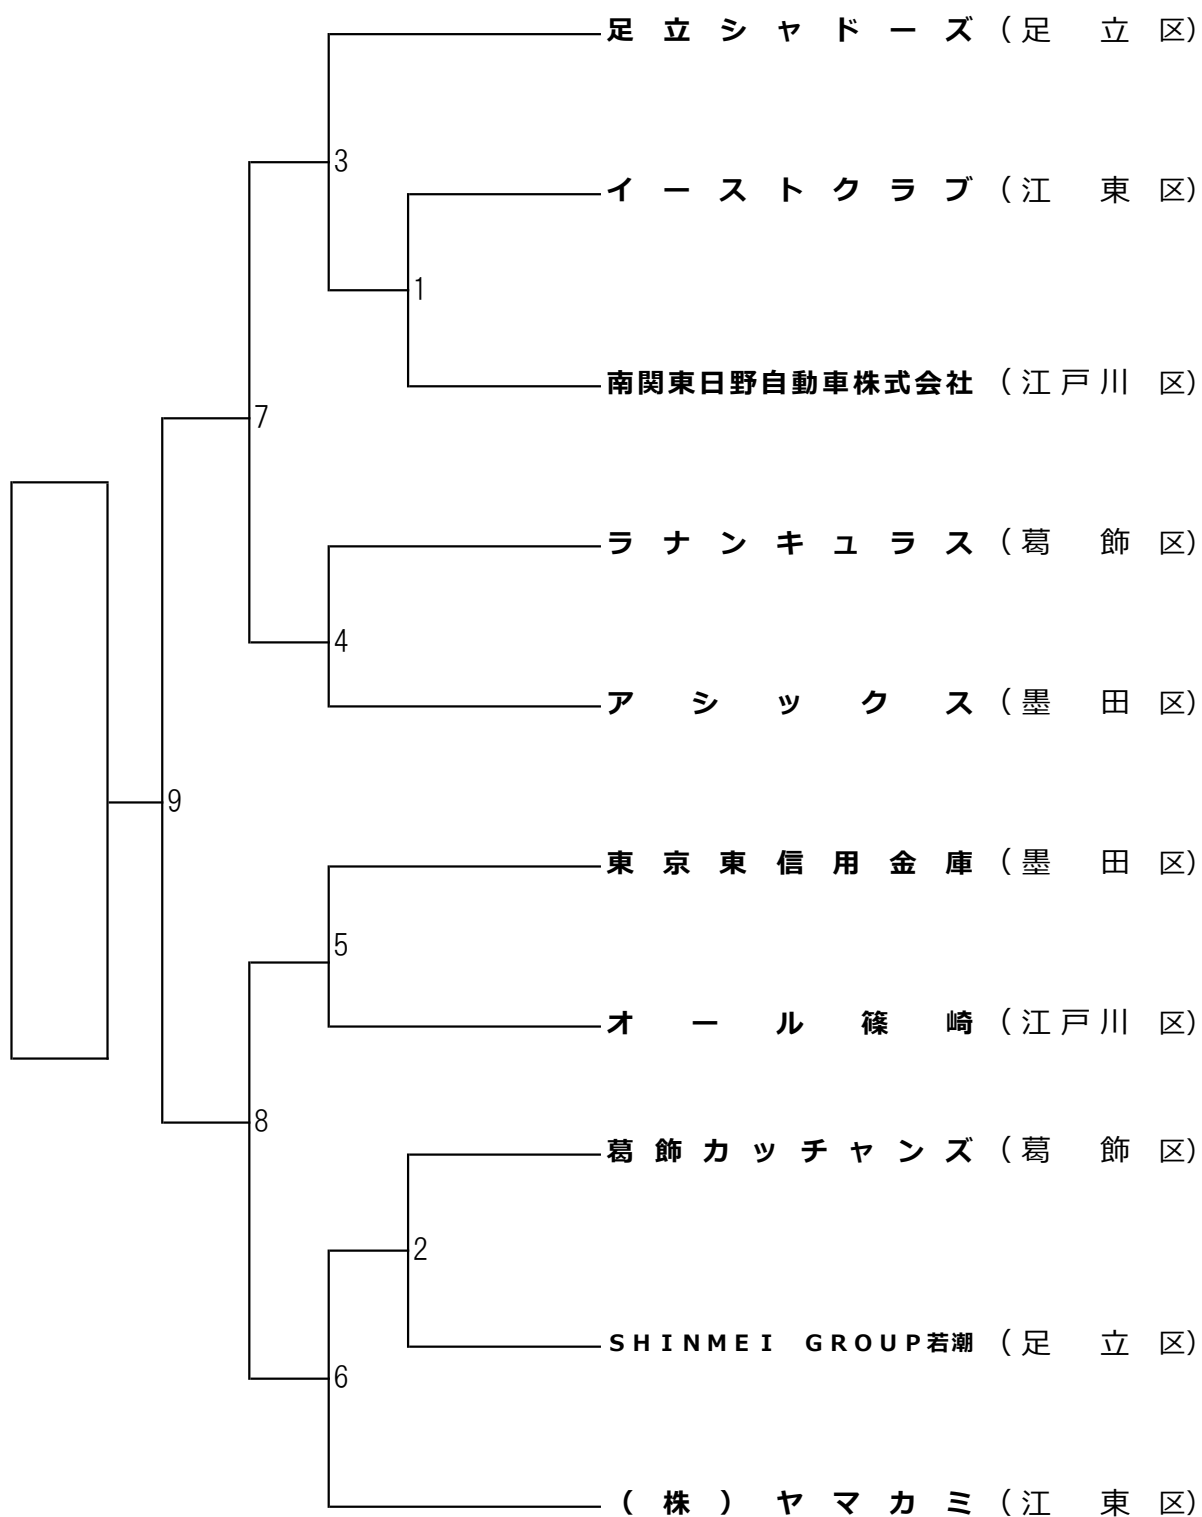 足立シャドーズ（足立区）
3
イーストクラブ（江東区）
1
南関東日野自動車株式会社（江戸川区）
7
ラナンキュラス（葛飾区）
4
アシックス（墨田区）
9
東京東信用金庫（墨田区）
5
オール篠崎（江戸川区）
8
葛飾カッチャンズ（葛飾区）
2
ＳＨＩＮＭＥＩ　ＧＲＯＵＰ若潮（足立区）
6
（株）ヤマカミ（江東区）